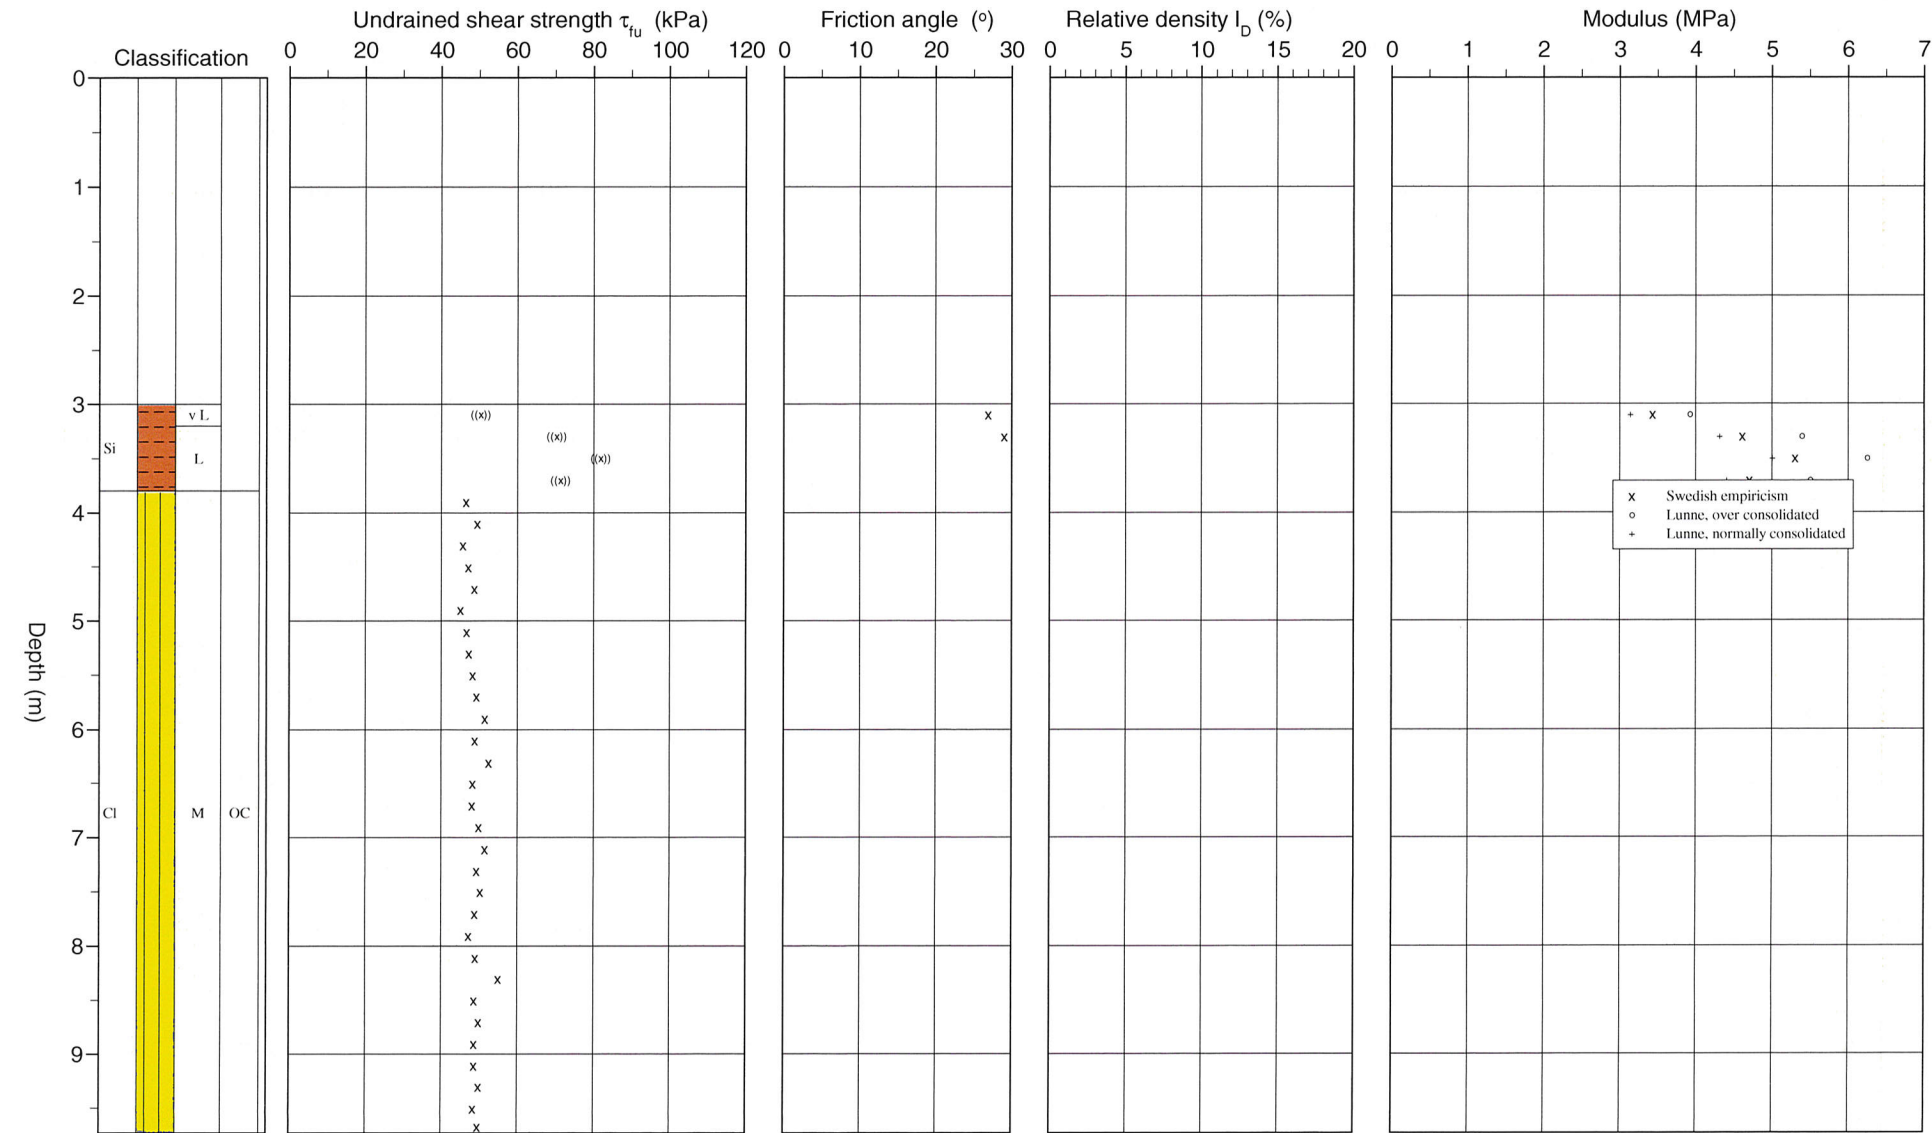 Undrained shear strength τfu (kPa) Friction angle (o) Relative density ID (%) Modulus (MPa)
Classification 0 20 40 60 80 100 120 0 10 20 30 0 5 10 15 20 0 1 2 3 4 5 6 7
0
1
2
3
v L
((x))
((x))
Si
L
((x))
((x))
x Swedish empiricism
4
o Lunne, over consolidated
+ Lunne, normally consolidated
5
Depth (m)
6
Cl M OC
7
8
9